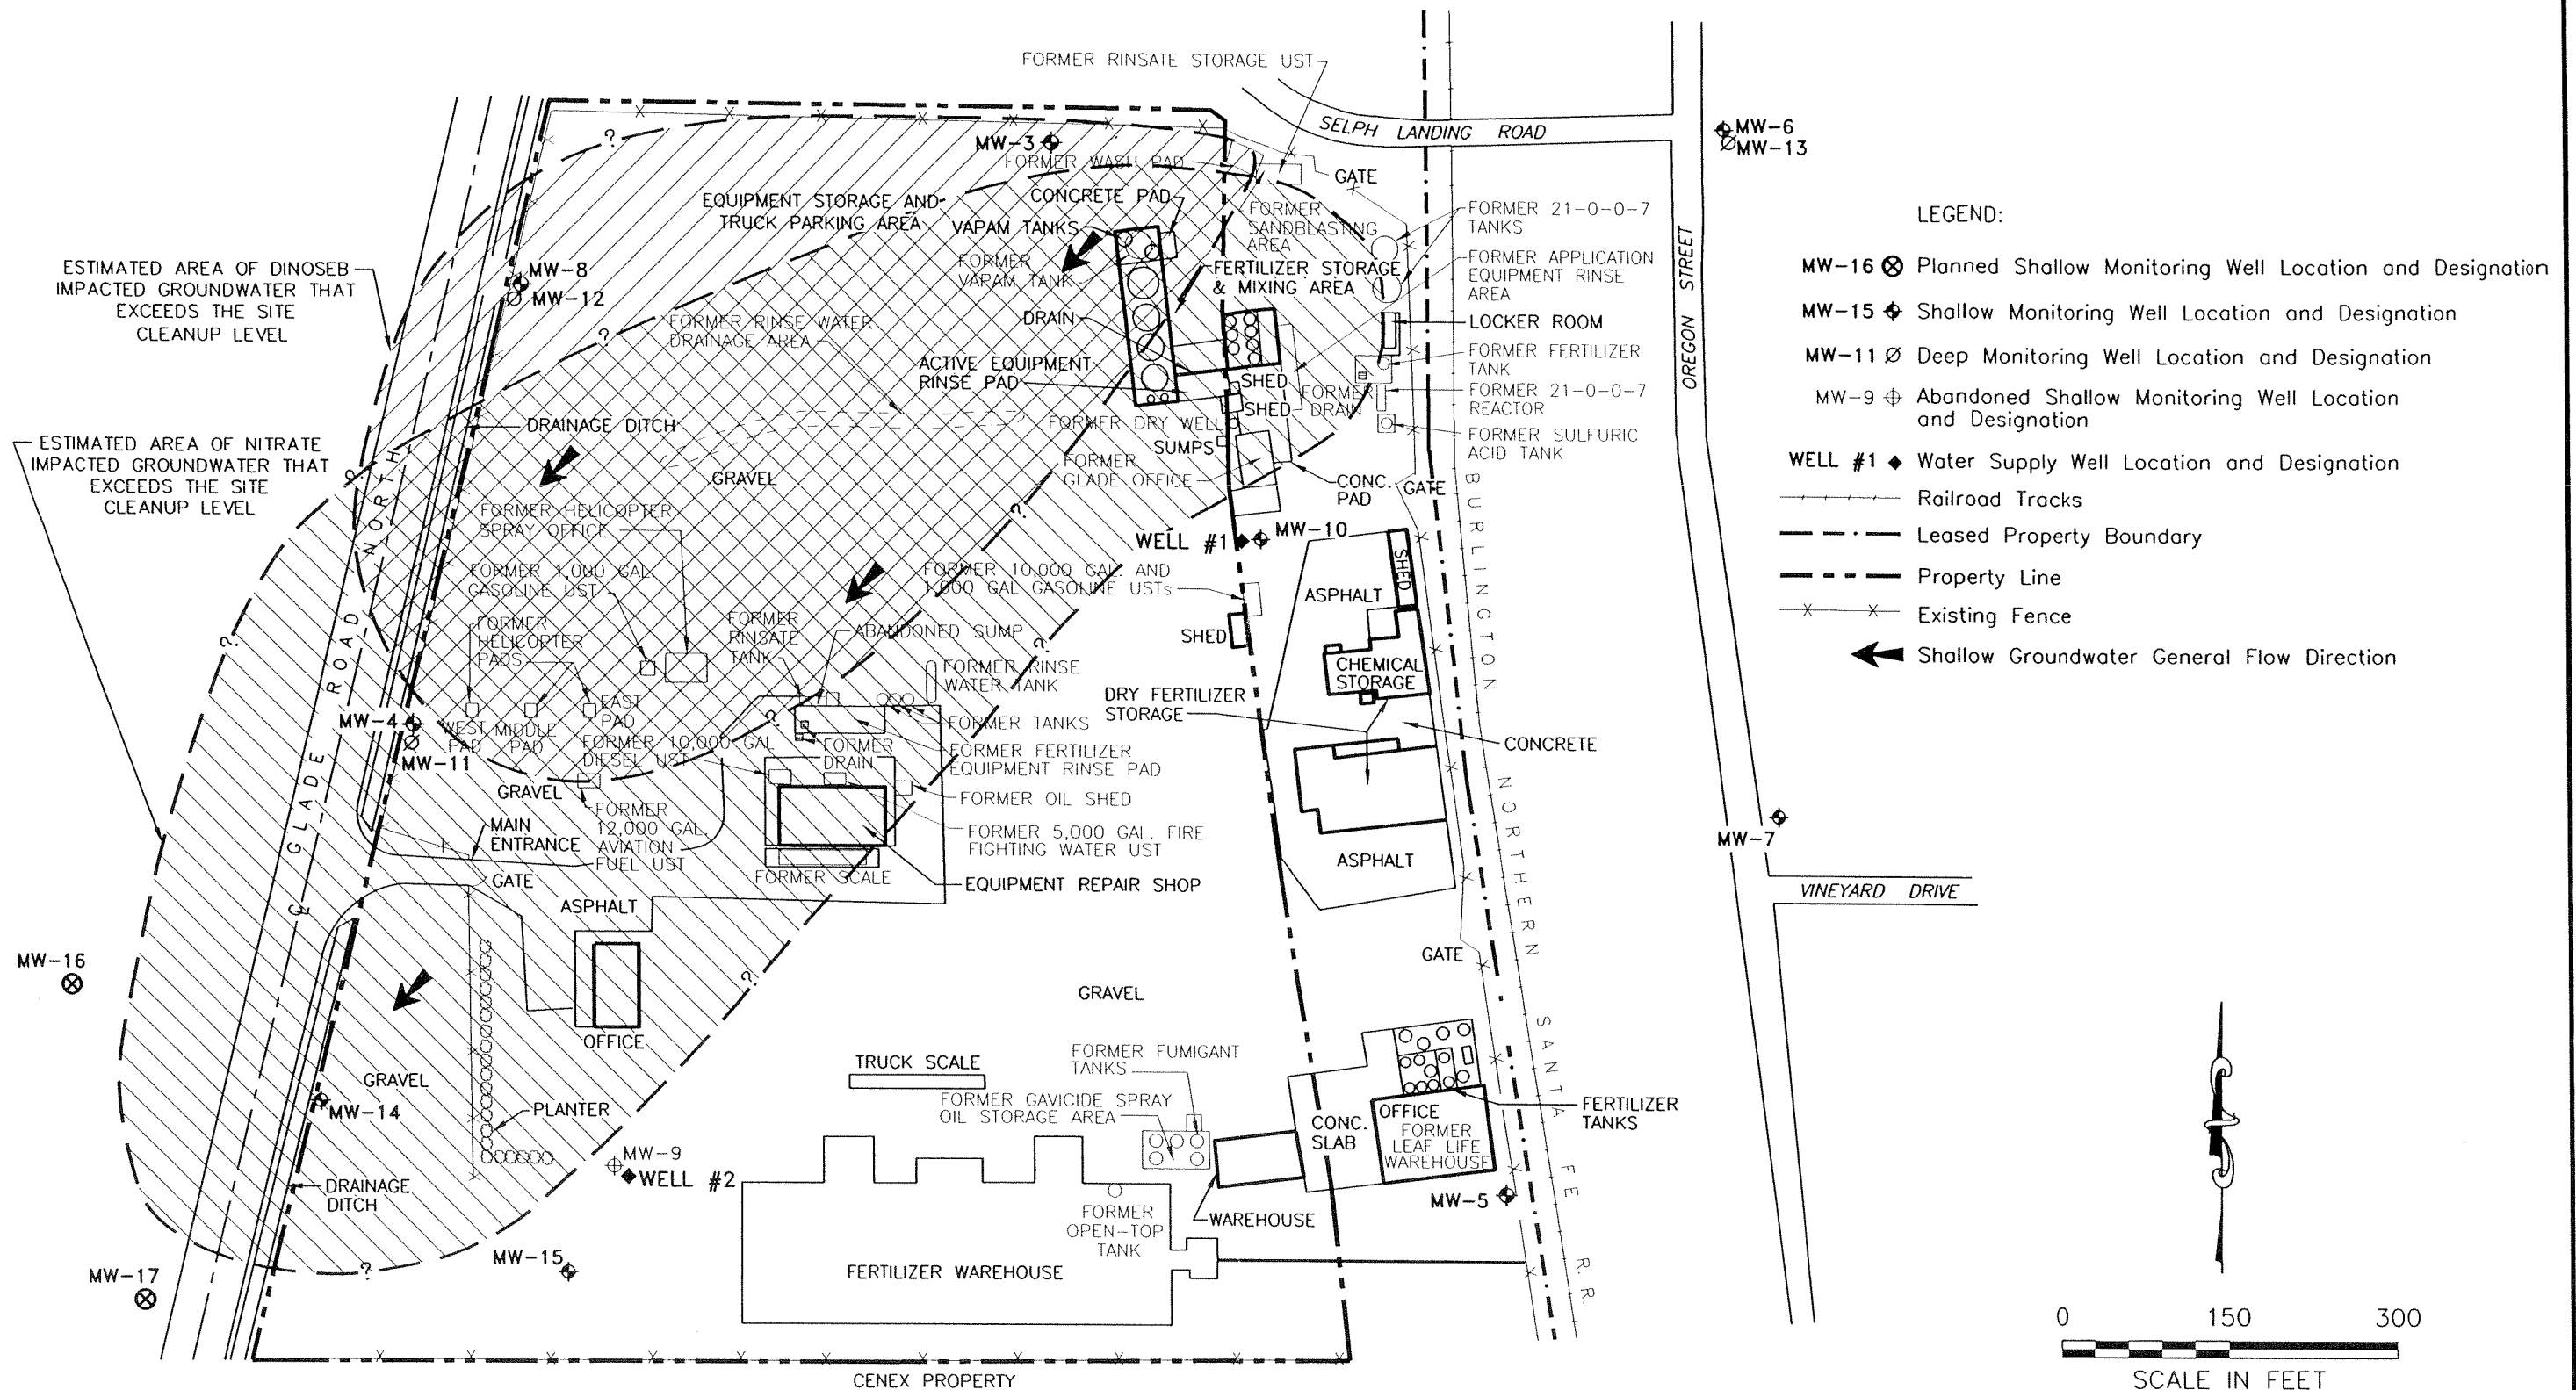 FORMER RINSATE STORAGE UST
SELPH LANDING ROAD
MW-6
MW-13
MW-3
FORMER WASH PAD
GATE
EQUIPMENT STORAGE AND
TRUCK PARKING AREA
CONCRETE PAD
VAPAM TANKS
FORMER
VAPAM TANK
FORMER
SANDBLASTING
AREA
FERTILIZER STORAGE
& MIXING AREA
FORMER 21-0-0-7
TANKS
FORMER APPLICATION
EQUIPMENT RINSE
AREA
LOCKER ROOM
FORMER FERTILIZER
TANK
FORMER 21-0-0-7
REACTOR
FORMER SULFURIC
ACID TANK
OREGON STREET
ESTIMATED AREA OF DINOSEB
IMPACTED GROUNDWATER THAT
EXCEEDS THE SITE
CLEANUP LEVEL
MW-8
MW-12
FORMER RINSE WATER
DRAINAGE AREA
DRAIN
ACTIVE EQUIPMENT
RINSE PAD
SHED
SHED
FORMER
DRAIN
FORMER DRY WELL
SUMPS
FORMER
GLADE OFFICE
CONC.
PAD
GATE
ESTIMATED AREA OF NITRATE
IMPACTED GROUNDWATER THAT
EXCEEDS THE SITE
CLEANUP LEVEL
DRAINAGE DITCH
GRAVEL
FORMER HELICOPTER
SPRAY OFFICE
WELL #1
MW-10
FORMER 1,000 GAL.
GASOLINE UST
FORMER 10,000 GAL. AND
1,000 GAL GASOLINE USTs
ASPHALT
SHED
SHED
FORMER
HELICOPTER
PADS
FORMER
RINSATE
TANK
ABANDONED SUMP
FORMER RINSE
WATER TANK
CHEMICAL
STORAGE
DRY FERTILIZER
STORAGE
CONCRETE
MW-4
MW-11
WEST
PAD
MIDDLE
PAD
EAST
PAD
FORMER TANKS
FORMER 10,000 GAL
DIESEL UST
FORMER
DRAIN
FORMER FERTILIZER
EQUIPMENT RINSE PAD
GRAVEL
FORMER OIL SHED
FORMER
12,000 GAL.
AVIATION
FUEL UST
MAIN
ENTRANCE
FORMER 5,000 GAL. FIRE
FIGHTING WATER UST
FORMER SCALE
EQUIPMENT REPAIR SHOP
ASPHALT
GATE
ASPHALT
MW-7
VINEYARD DRIVE
℄ GLADE ROAD NORTH
BURLINGTON NORTHERN SANTA FE R.R.
MW-16
GATE
GRAVEL
OFFICE
GRAVEL
MW-14
PLANTER
TRUCK SCALE
FORMER FUMIGANT
TANKS
FORMER GAVICIDE SPRAY
OIL STORAGE AREA
CONC.
SLAB
OFFICE
FORMER
LEAF LIFE
WAREHOUSE
FERTILIZER
TANKS
MW-9
WELL #2
DRAINAGE
DITCH
MW-5
WAREHOUSE
FORMER
OPEN-TOP
TANK
MW-15
MW-17
FERTILIZER WAREHOUSE
CENEX PROPERTY
LEGEND:
MW-16 Planned Shallow Monitoring Well Location and Designation
MW-15 Shallow Monitoring Well Location and Designation
MW-11 Deep Monitoring Well Location and Designation
MW-9 Abandoned Shallow Monitoring Well Location
and Designation
WELL #1 Water Supply Well Location and Designation
Railroad Tracks
Leased Property Boundary
Property Line
Existing Fence
Shallow Groundwater General Flow Direction
0 150 300
SCALE IN FEET